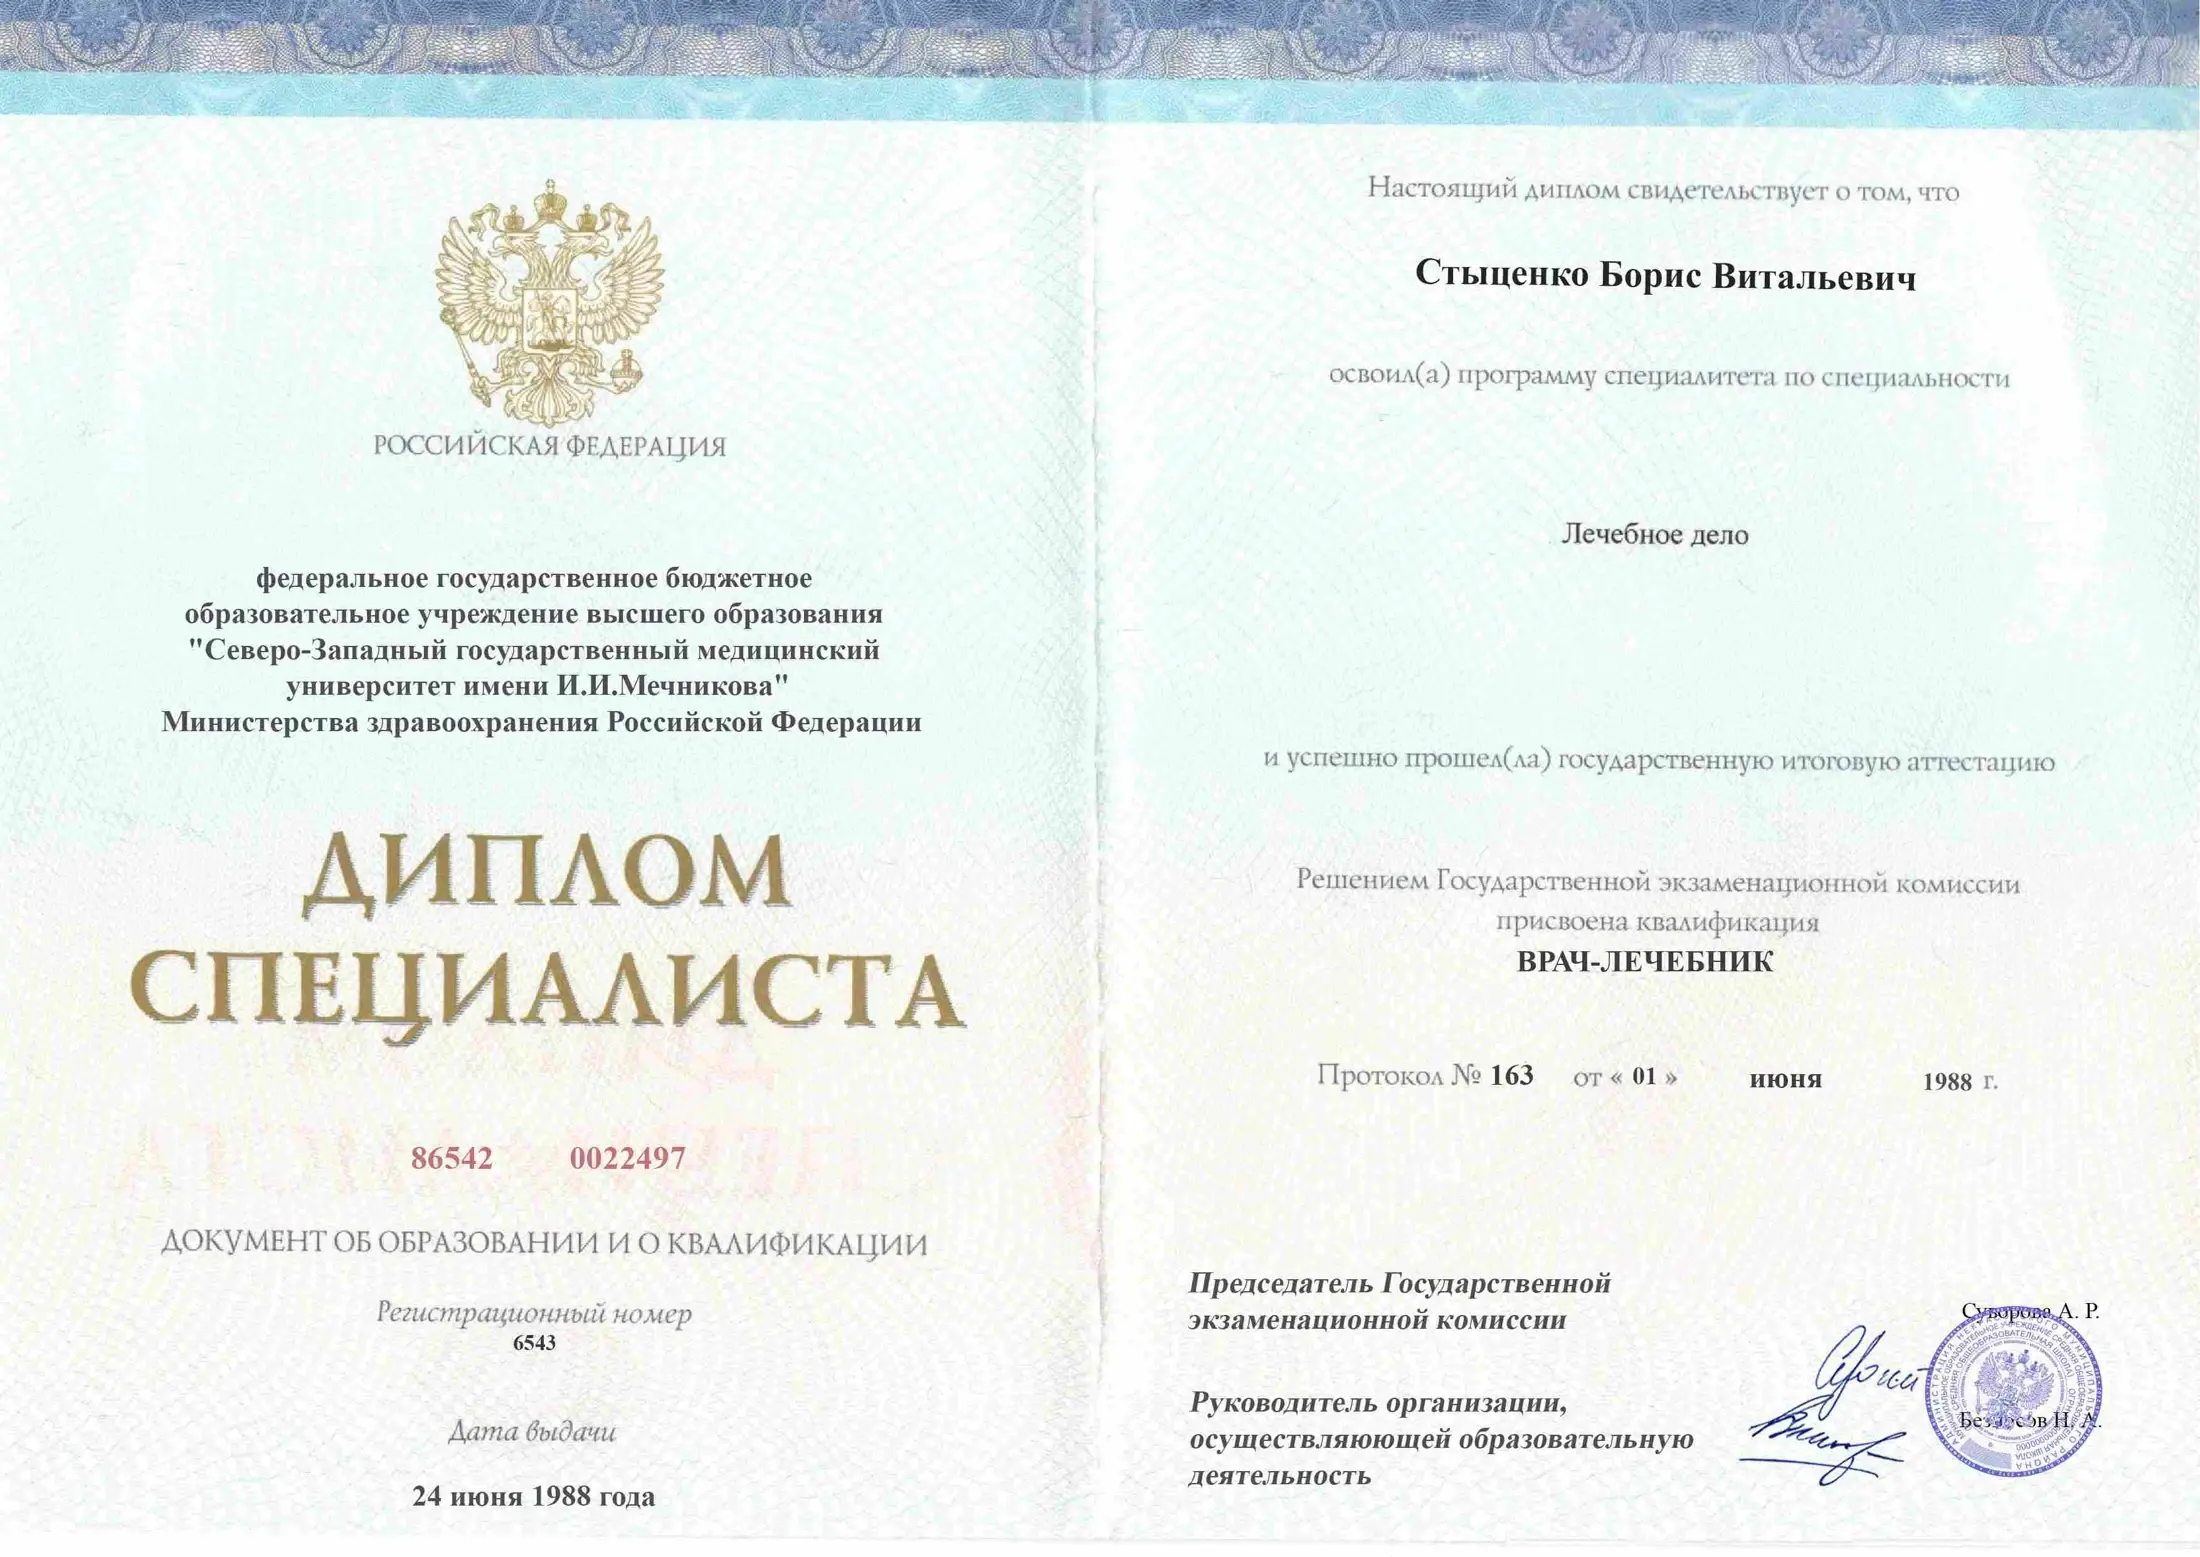 РОССИЙСКАЯ ФЕДЕРАЦИЯ
федеральное государственное бюджетное
образовательное учреждение высшего образования
"Северо-Западный государственный медицинский
университет имени И.И.Мечникова"
Министерства здравоохранения Российской Федерации
ДИПЛОМ
СПЕЦИАЛИСТА
86542 0022497
ДОКУМЕНТ ОБ ОБРАЗОВАНИИ И О КВАЛИФИКАЦИИ
Регистрационный номер
6543
Дата выдачи
24 июня 1988 года
Настоящий диплом свидетельствует о том, что
Стыценко Борис Витальевич
освоил(а) программу специалитета по специальности
Лечебное дело
и успешно прошел(ла) государственную итоговую аттестацию
Решением Государственной экзаменационной комиссии
присвоена квалификация
ВРАЧ-ЛЕЧЕБНИК
Протокол № 163 от « 01 » июня 1988 г.
Председатель Государственной
экзаменационной комиссии
Суворова А. Р.
Руководитель организации,
осуществляюющей образовательную
деятельность
Н. А.